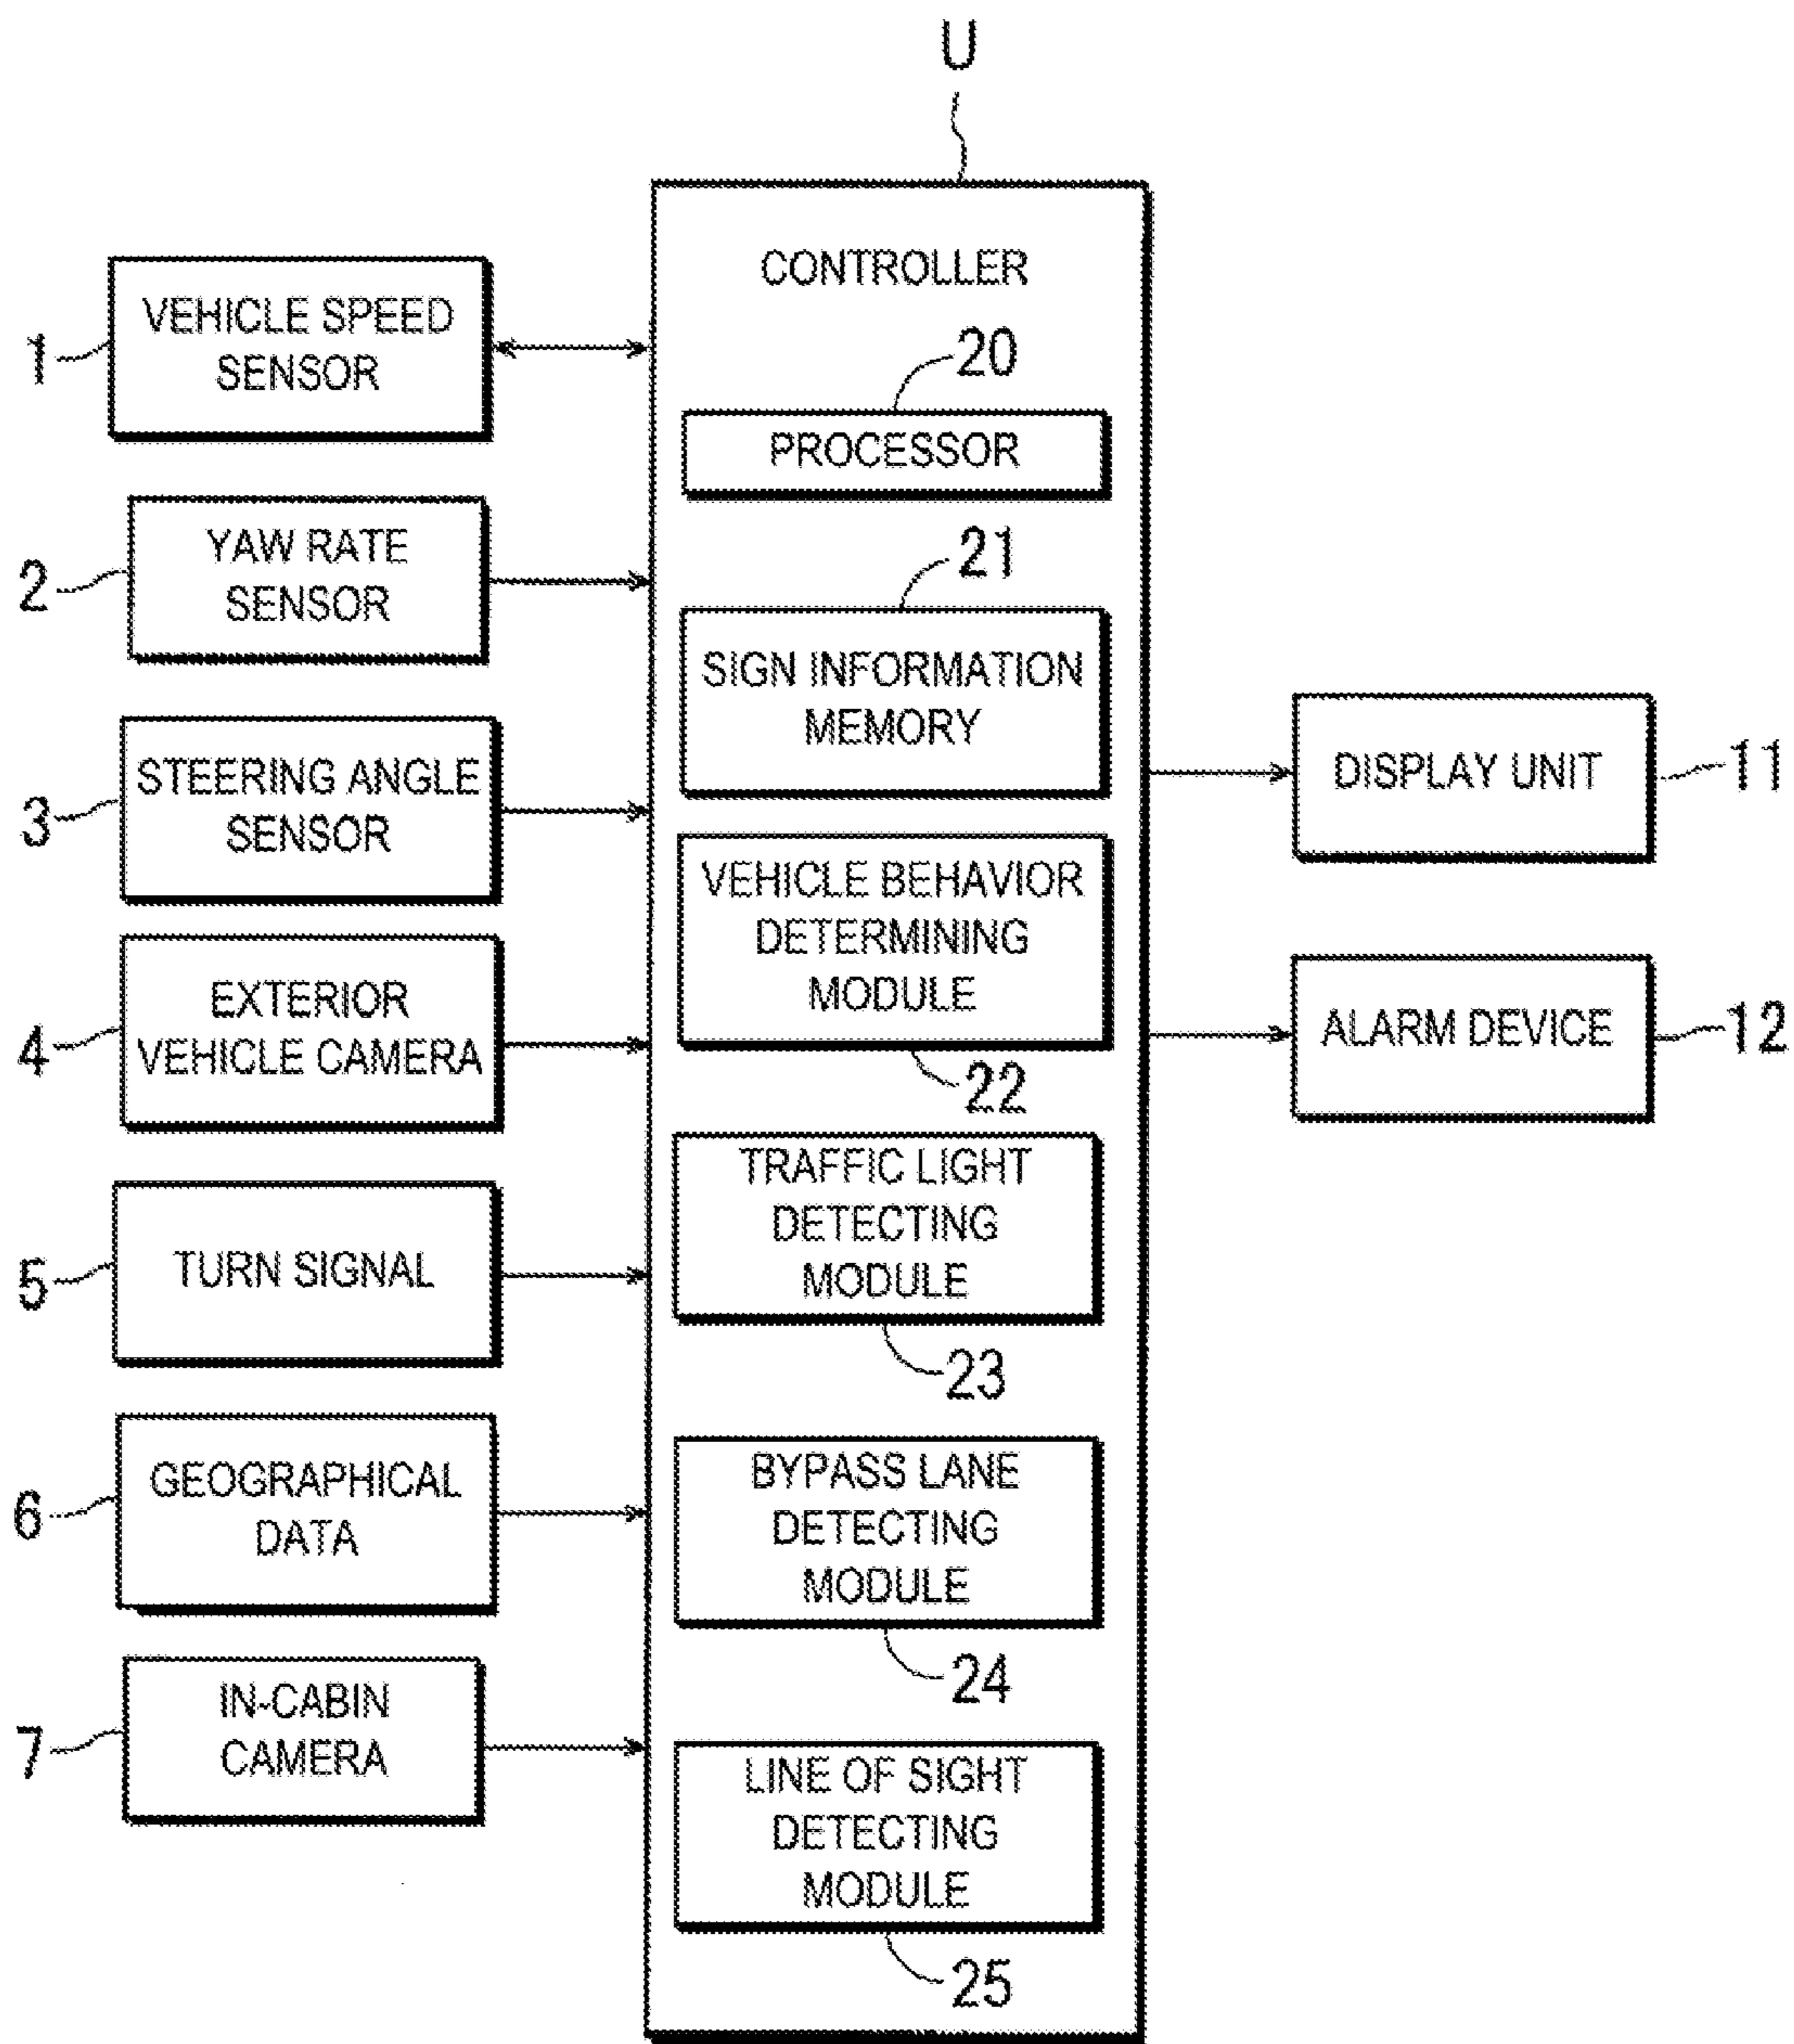 U
CONTROLLER
1
VEHICLE SPEED
SENSOR
2
YAW RATE
SENSOR
3
STEERING ANGLE
SENSOR
4
EXTERIOR
VEHICLE CAMERA
5
TURN SIGNAL
6
GEOGRAPHICAL
DATA
7
IN-CABIN
CAMERA
20
PROCESSOR
21
SIGN INFORMATION
MEMORY
VEHICLE BEHAVIOR
DETERMINING
MODULE
22
TRAFFIC LIGHT
DETECTING
MODULE
23
BYPASS LANE
DETECTING
MODULE
24
LINE OF SIGHT
DETECTING
MODULE
25
DISPLAY UNIT
11
ALARM DEVICE
12